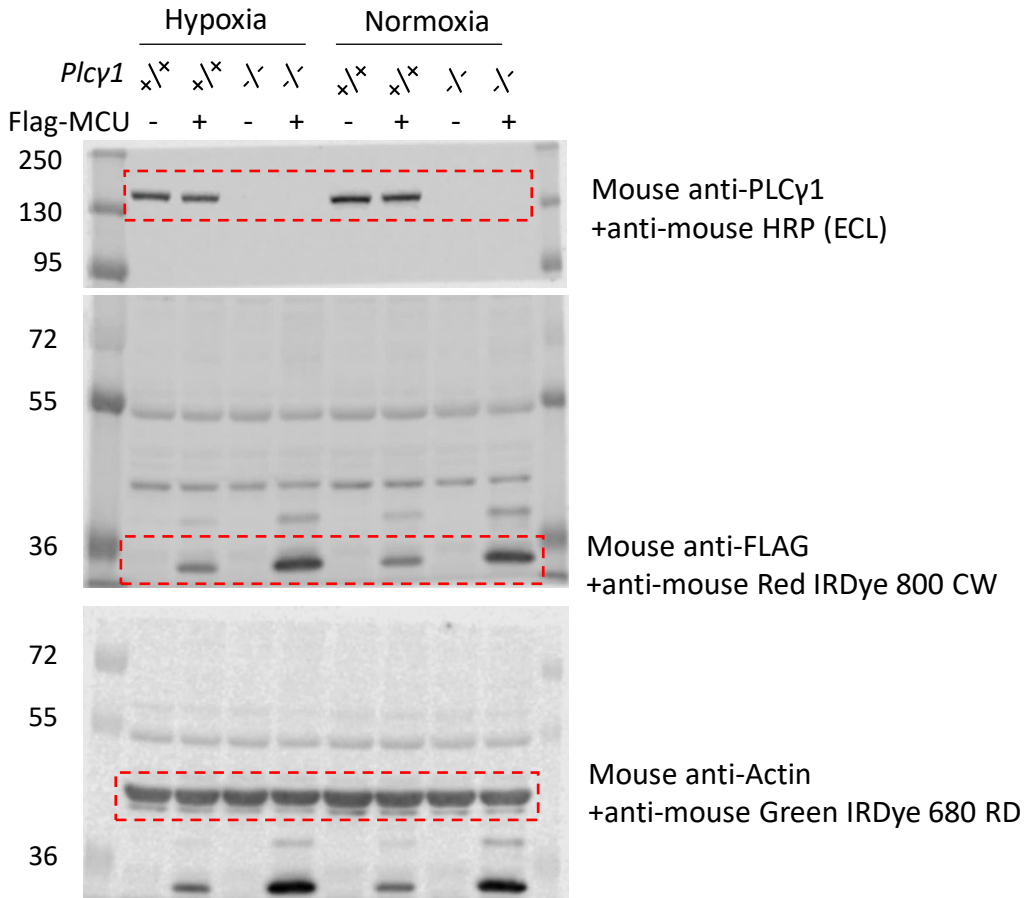 Hypoxia Normoxia
Plcγ1 +/+ +/+ -/- -/- +/+ +/+ -/- -/-
Flag-MCU - + - + - + - +
250
130
95
Mouse anti-PLCγ1
+anti-mouse HRP (ECL)
72
55
36
Mouse anti-FLAG
+anti-mouse Red IRDye 800 CW
72
55
36
Mouse anti-Actin
+anti-mouse Green IRDye 680 RD